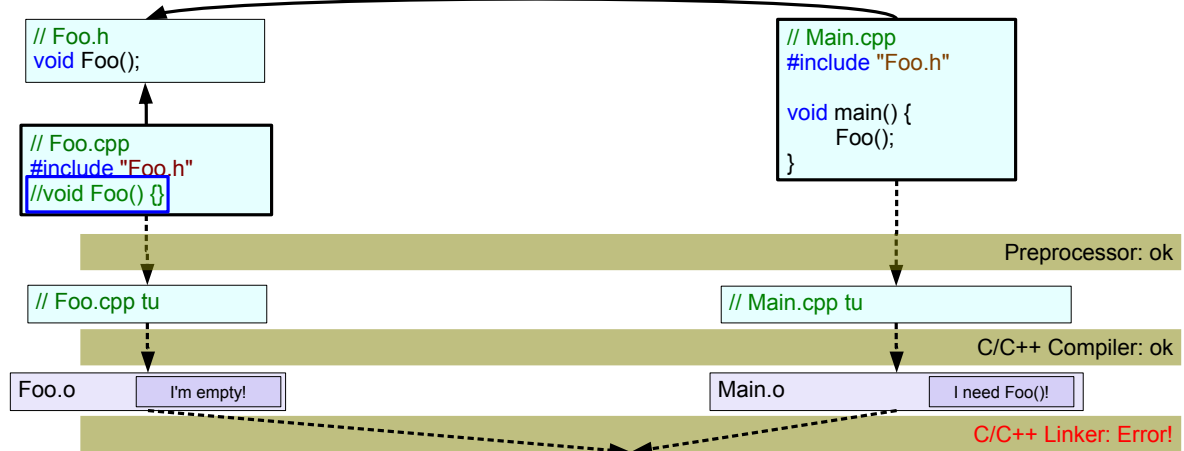 // Foo.h
void Foo();
// Main.cpp
#include "Foo.h"
void main() {
Foo();
}
// Foo.cpp
#include "Foo.h"
//void Foo() {}
Preprocessor: ok
// Foo.cpp tu
// Main.cpp tu
C/C++ Compiler: ok
Foo.o
I'm empty!
Main.o
I need Foo()!
C/C++ Linker: Error!